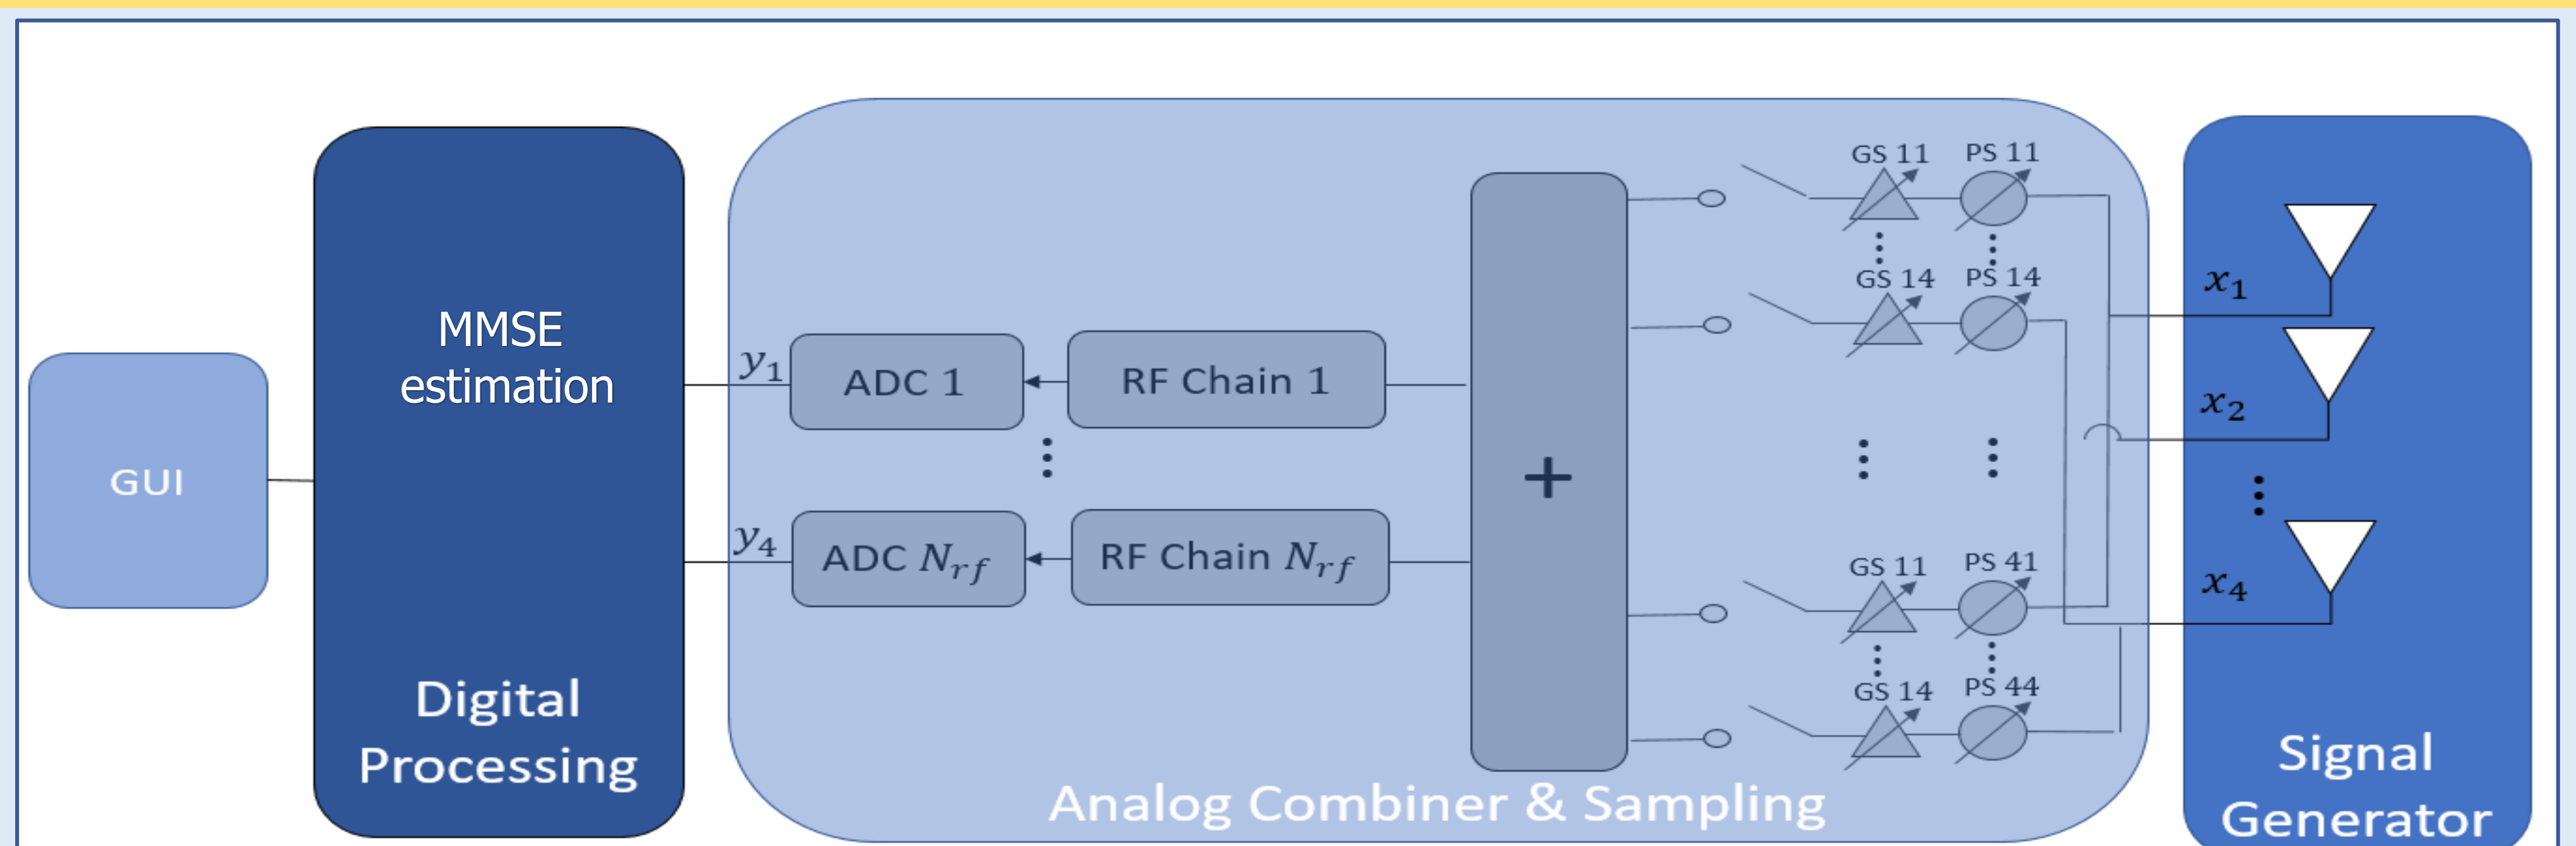 GUI
MMSE
estimation
Digital
Processing
y₁
ADC 1
RF Chain 1
y₄
ADC Nᵣf
RF Chain Nᵣf
+
GS 11 PS 11
GS 14 PS 14
GS 11 PS 41
GS 14 PS 44
Analog Combiner & Sampling
x₁
x₂
x₄
Signal
Generator